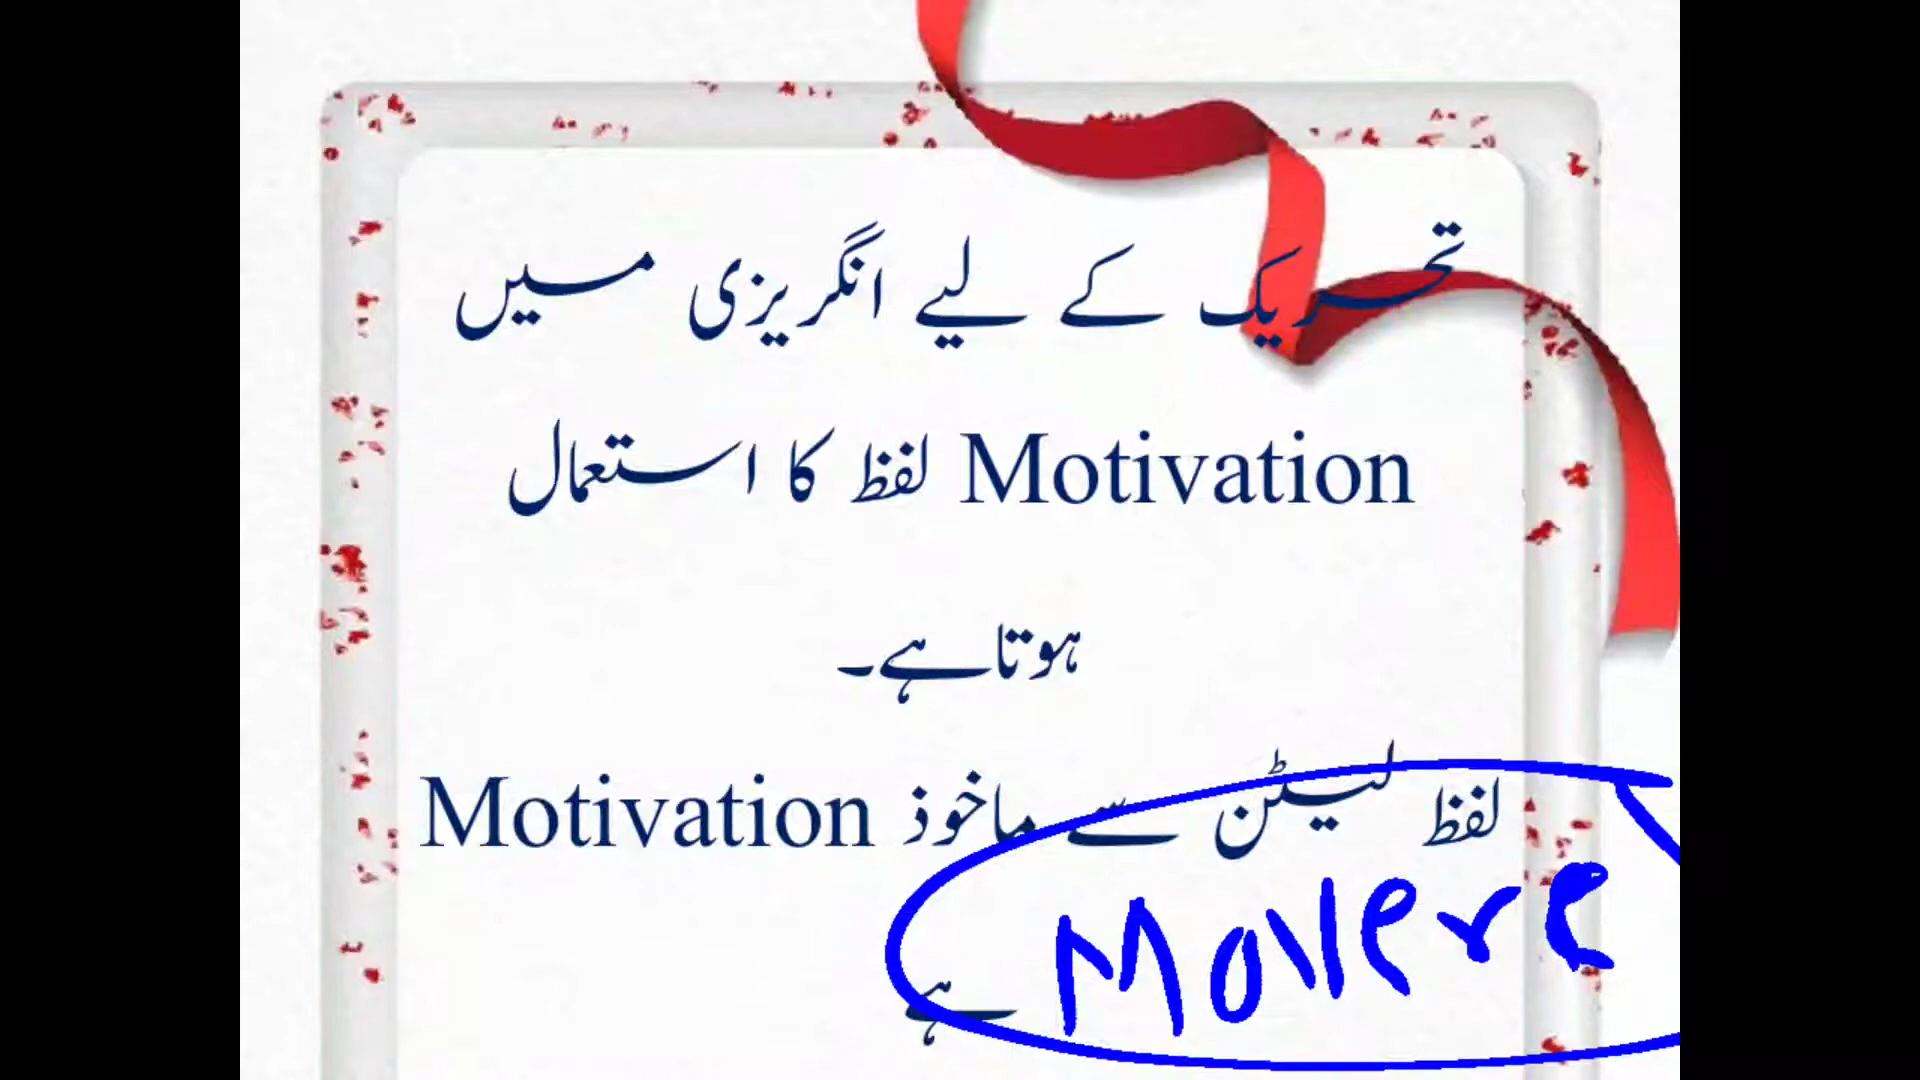 تحریک کے لیے انگریزی میں
Motivation لفظ کا استعمال
ہوتا ہے۔
لفظ لیٹن سے ماخوذ Motivation
Movere
ہے